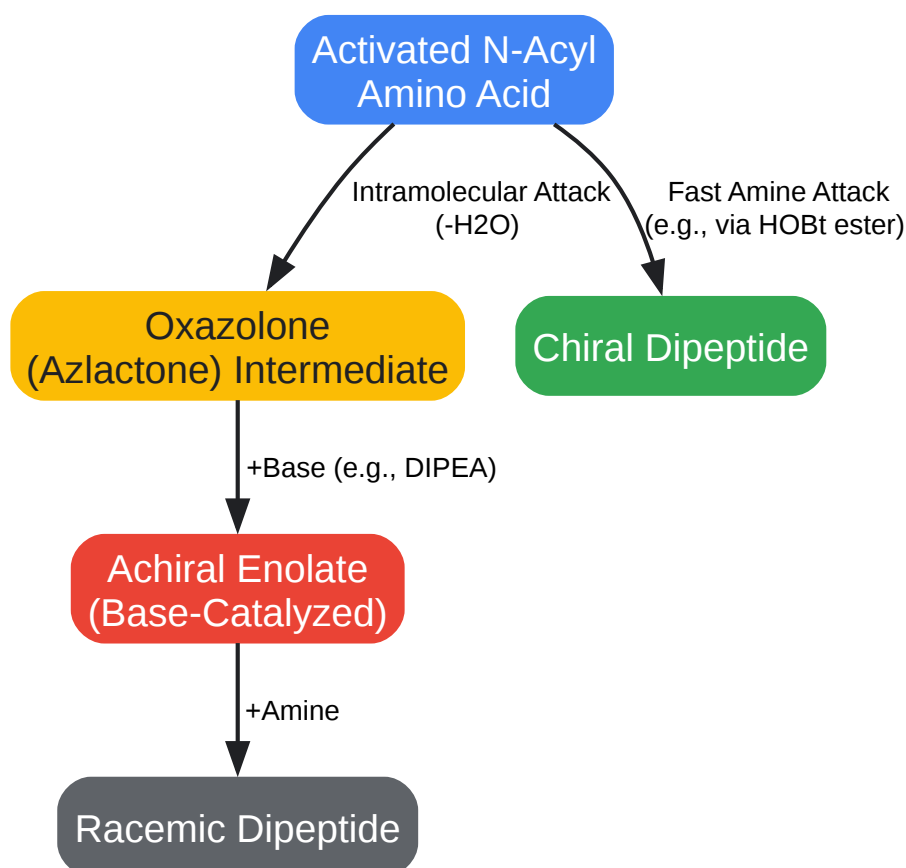 Activated N-Acyl
Amino Acid
Intramolecular Attack
(-H2O)
Fast Amine Attack
(e.g., via HOBt ester)
Oxazolone
(Azlactone) Intermediate
Chiral Dipeptide
+Base (e.g., DIPEA)
Achiral Enolate
(Base-Catalyzed)
+Amine
Racemic Dipeptide